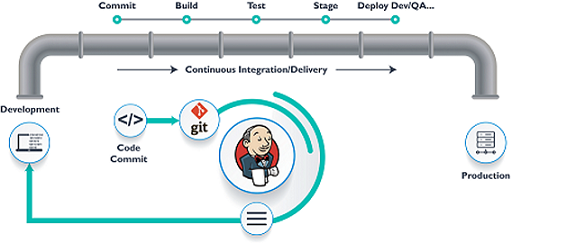 Commit Build Test Stage Deploy Dev/QA...
Continuous Integration/Delivery
Development
</>
git
Code
Commit
Production